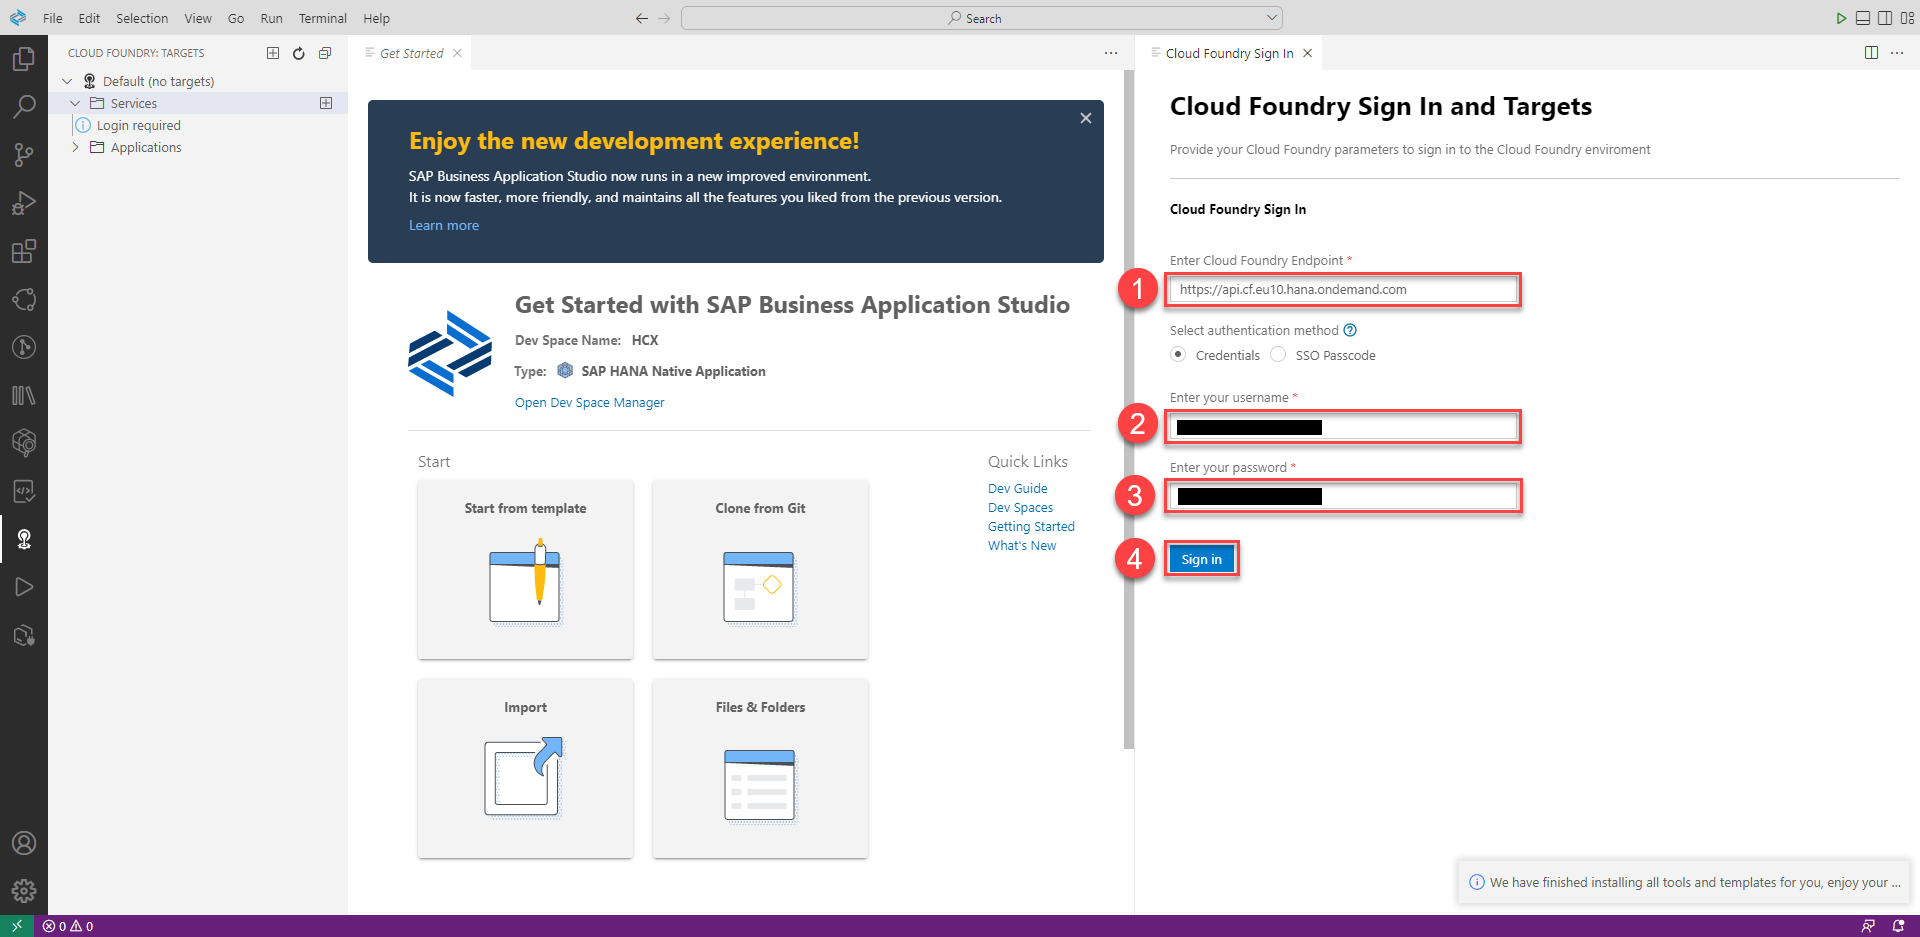 File Edit Selection View Go Run Terminal Help
Search
CLOUD FOUNDRY: TARGETS
Default (no targets)
Services
Login required
Applications
Get Started
Enjoy the new development experience!
SAP Business Application Studio now runs in a new improved environment.
It is now faster, more friendly, and maintains all the features you liked from the previous version.
Learn more
Get Started with SAP Business Application Studio
Dev Space Name: HCX
Type: SAP HANA Native Application
Open Dev Space Manager
Start
Start from template
Clone from Git
Import
Files & Folders
Quick Links
Dev Guide
Dev Spaces
Getting Started
What's New
Cloud Foundry Sign In
Cloud Foundry Sign In and Targets
Provide your Cloud Foundry parameters to sign in to the Cloud Foundry enviroment
Cloud Foundry Sign In
Enter Cloud Foundry Endpoint *
1
https://api.cf.eu10.hana.ondemand.com
Select authentication method
Credentials SSO Passcode
Enter your username *
2
Enter your password *
3
4
Sign in
We have finished installing all tools and templates for you, enjoy your ...
0 0